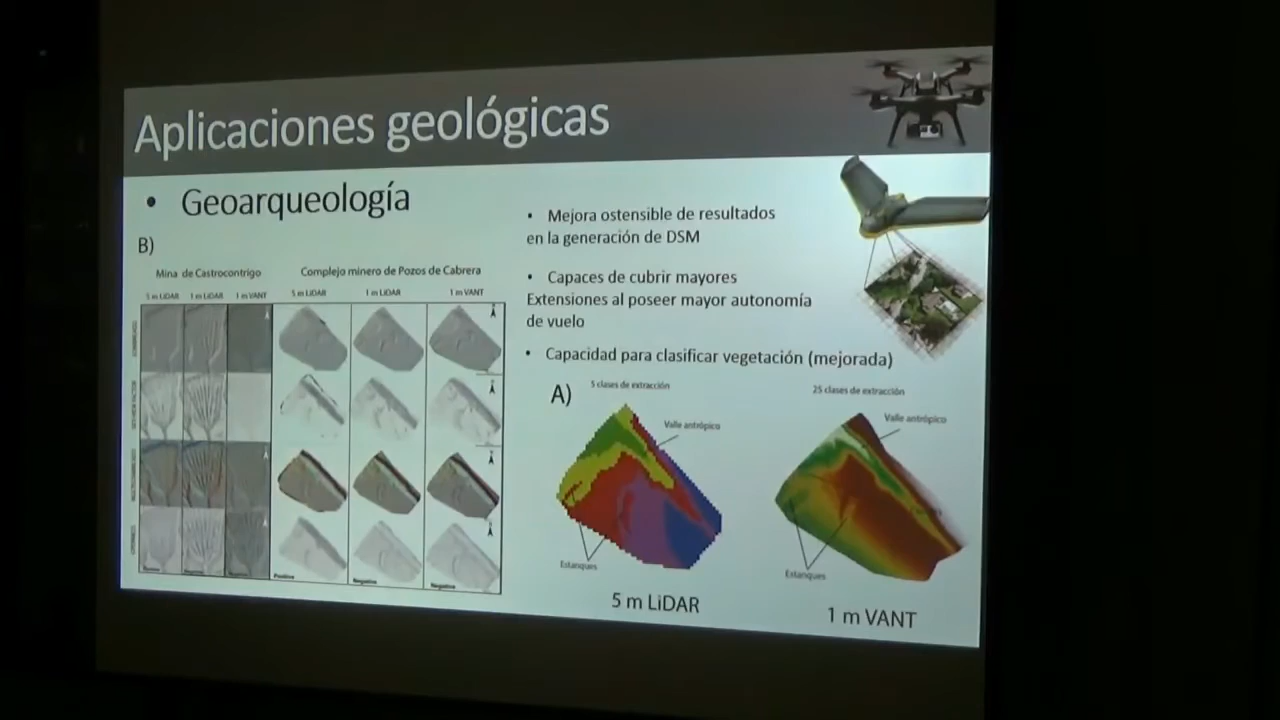 Aplicaciones geológicas
• Geoarqueología
B)
Mina de Castrocontrigo
Complejo minero de Pozos de Cabrera
5 m LiDAR 1 m LiDAR 1 m VANT
5 m LiDAR 1 m LiDAR 1 m VANT
Positive Negative Negative
• Mejora ostensible de resultados
en la generación de DSM
• Capaces de cubrir mayores
Extensiones al poseer mayor autonomía
de vuelo
• Capacidad para clasificar vegetación (mejorada)
A)
5 clases de extracción
Valle antrópico
Estanques
5 m LiDAR
25 clases de extracción
Valle antrópico
Estanques
1 m VANT